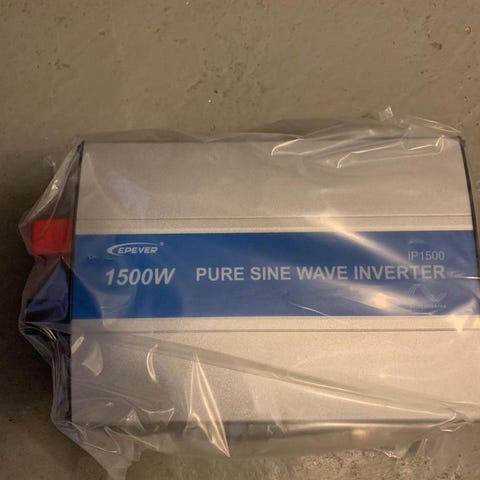 EPEVER®
IP1500
1500W PURE SINE WAVE INVERTER